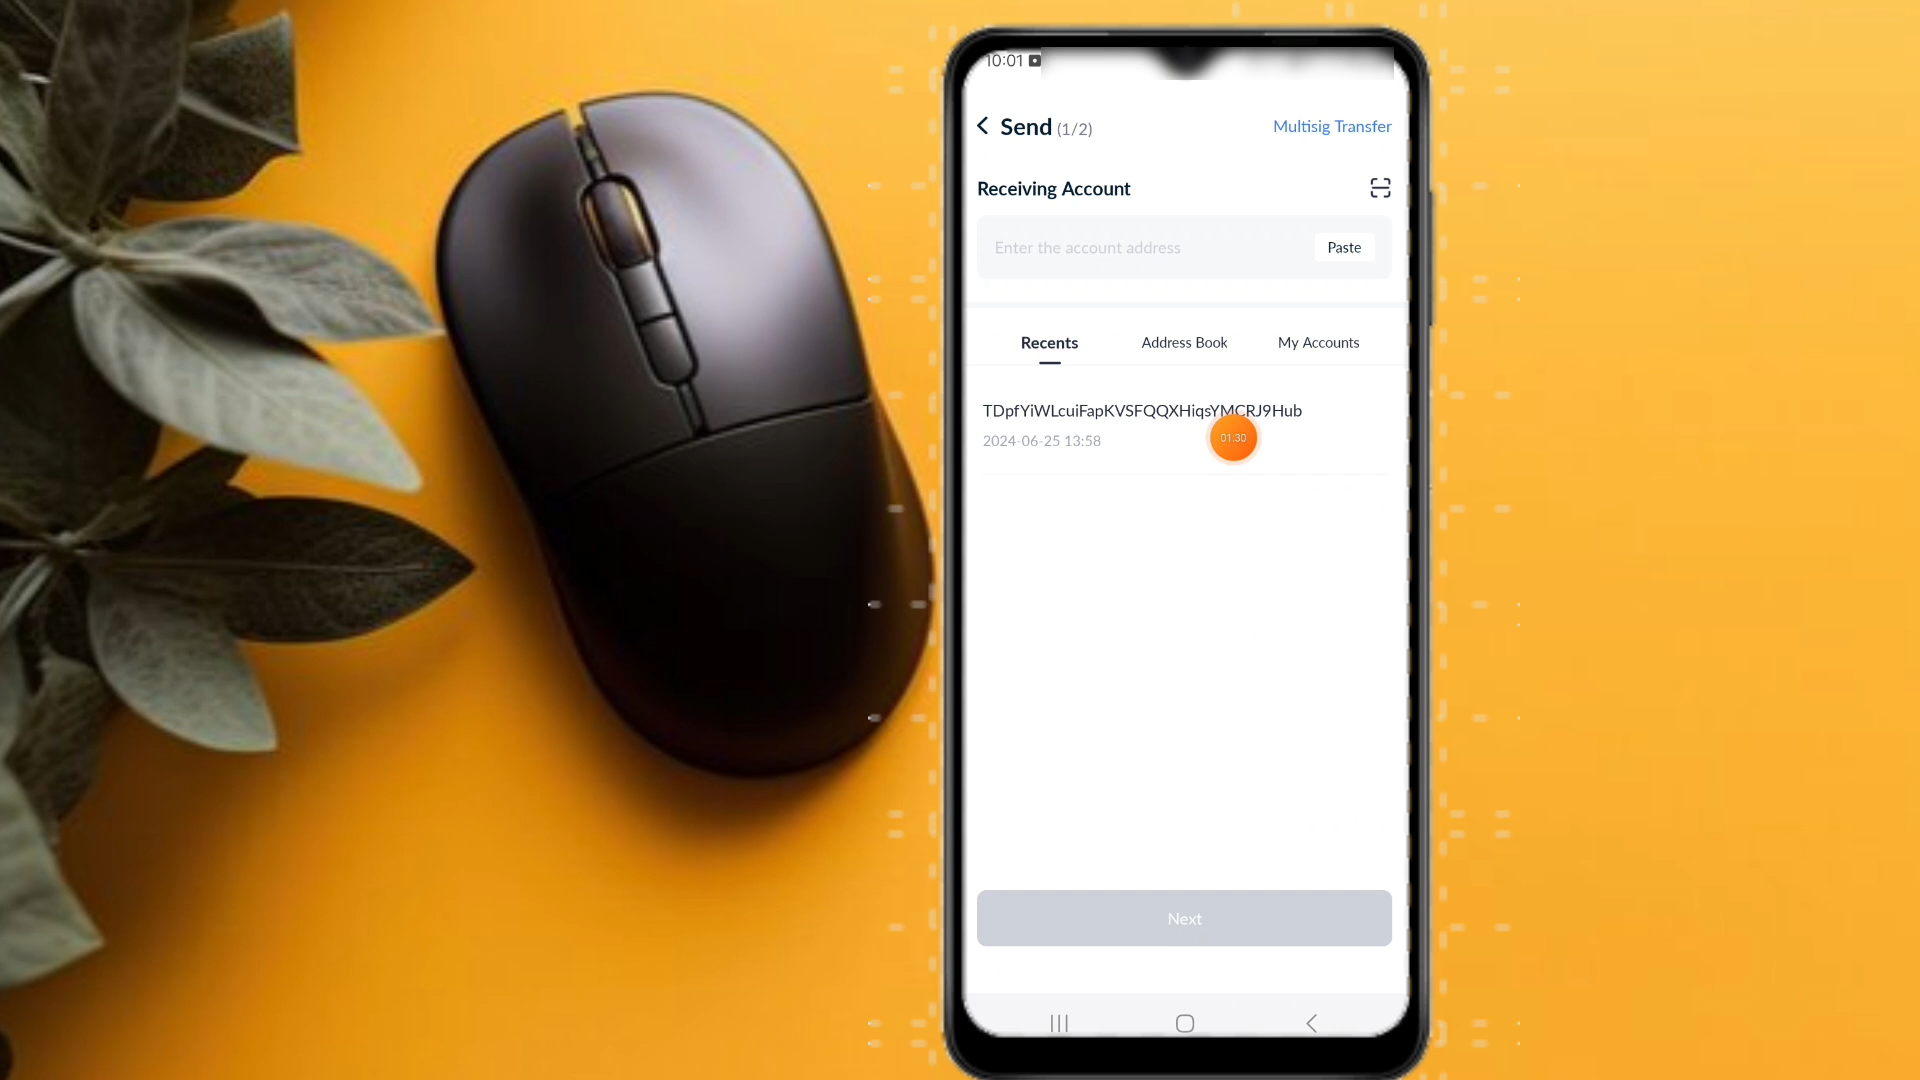 10:01
Send (1/2)
Multisig Transfer
Receiving Account
Enter the account address
Paste
Recents
Address Book
My Accounts
TDpfYiWLcuiFapKVSFQQXHiqsYMCRJ9Hub
2024-06-25 13:58
01:30
Next